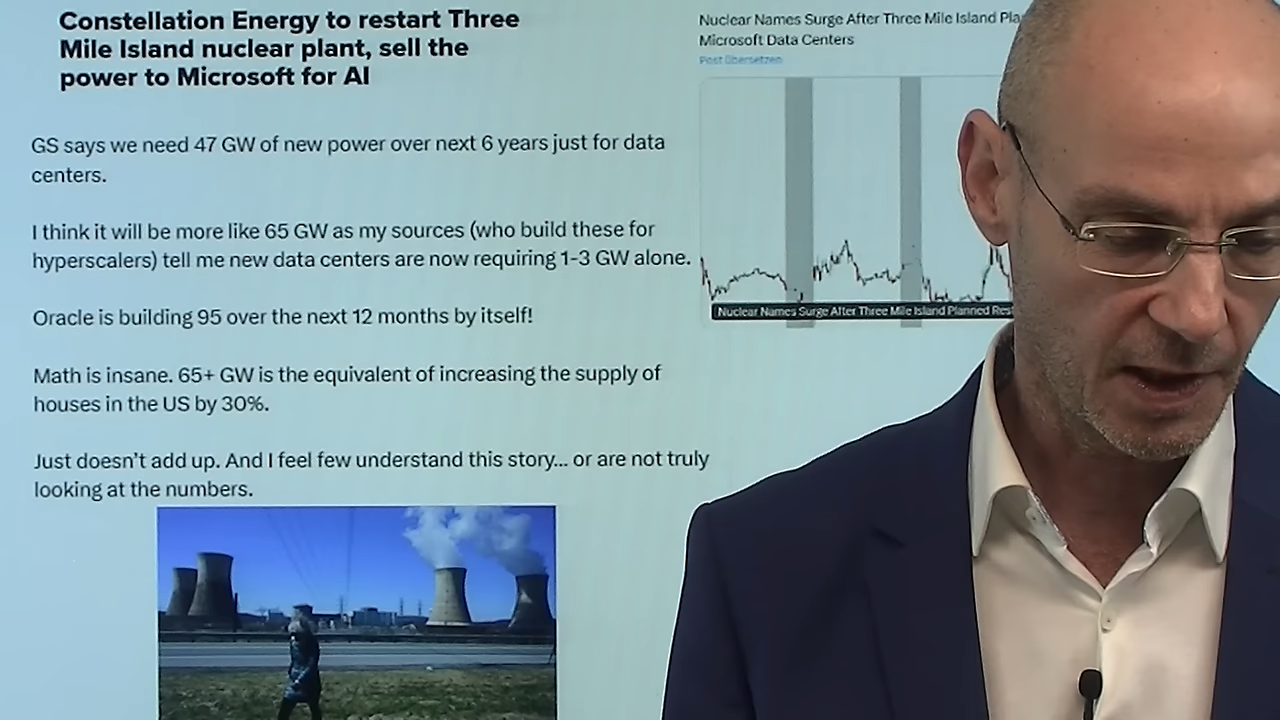 Constellation Energy to restart Three
Mile Island nuclear plant, sell the
power to Microsoft for AI
GS says we need 47 GW of new power over next 6 years just for data
centers.
I think it will be more like 65 GW as my sources (who build these for
hyperscalers) tell me new data centers are now requiring 1-3 GW alone.
Oracle is building 95 over the next 12 months by itself!
Math is insane. 65+ GW is the equivalent of increasing the supply of
houses in the US by 30%.
Just doesn't add up. And I feel few understand this story... or are not truly
looking at the numbers.
Nuclear Names Surge After Three Mile Island Pla
Microsoft Data Centers
Post übersetzen
Nuclear Names Surge After Three Mile Island Planned Res